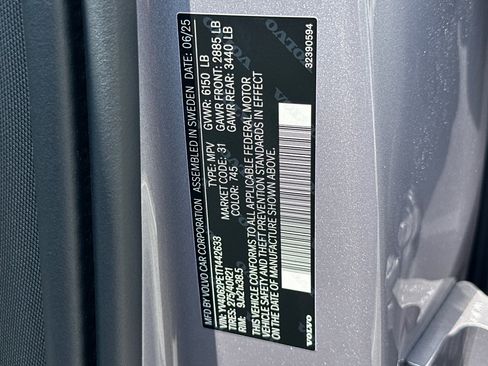 MFD BY VOLVO CAR CORPORATION ASSEMBLED IN SWEDEN DATE: 06/25
VIN: YV4062PE1T1442633 TYPE: MPV GVWR: 6150 LB
TIRES: 275/40R21 MARKET CODE: 31 GAWR FRONT: 2885 LB
RIM: 9Jx21x38.5 COLOR: 745 GAWR REAR: 3440 LB
THIS VEHICLE CONFORMS TO ALL APPLICABLE FEDERAL MOTOR
VEHICLE SAFETY AND THEFT PREVENTION STANDARDS IN EFFECT
ON THE DATE OF MANUFACTURE SHOWN ABOVE.
VOLVO
32390594